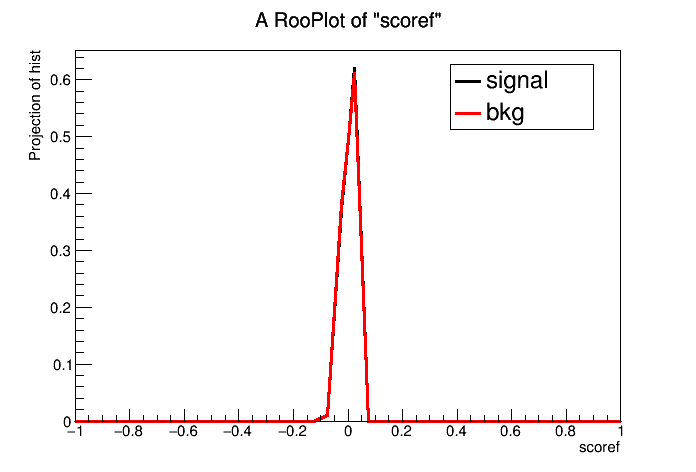 A RooPlot of "scoref"
Projection of hist
signal
bkg
0.6
0.5
0.4
0.3
0.2
0.1
0
−1 −0.8 −0.6 −0.4 −0.2 0 0.2 0.4 0.6 0.8 1
scoref